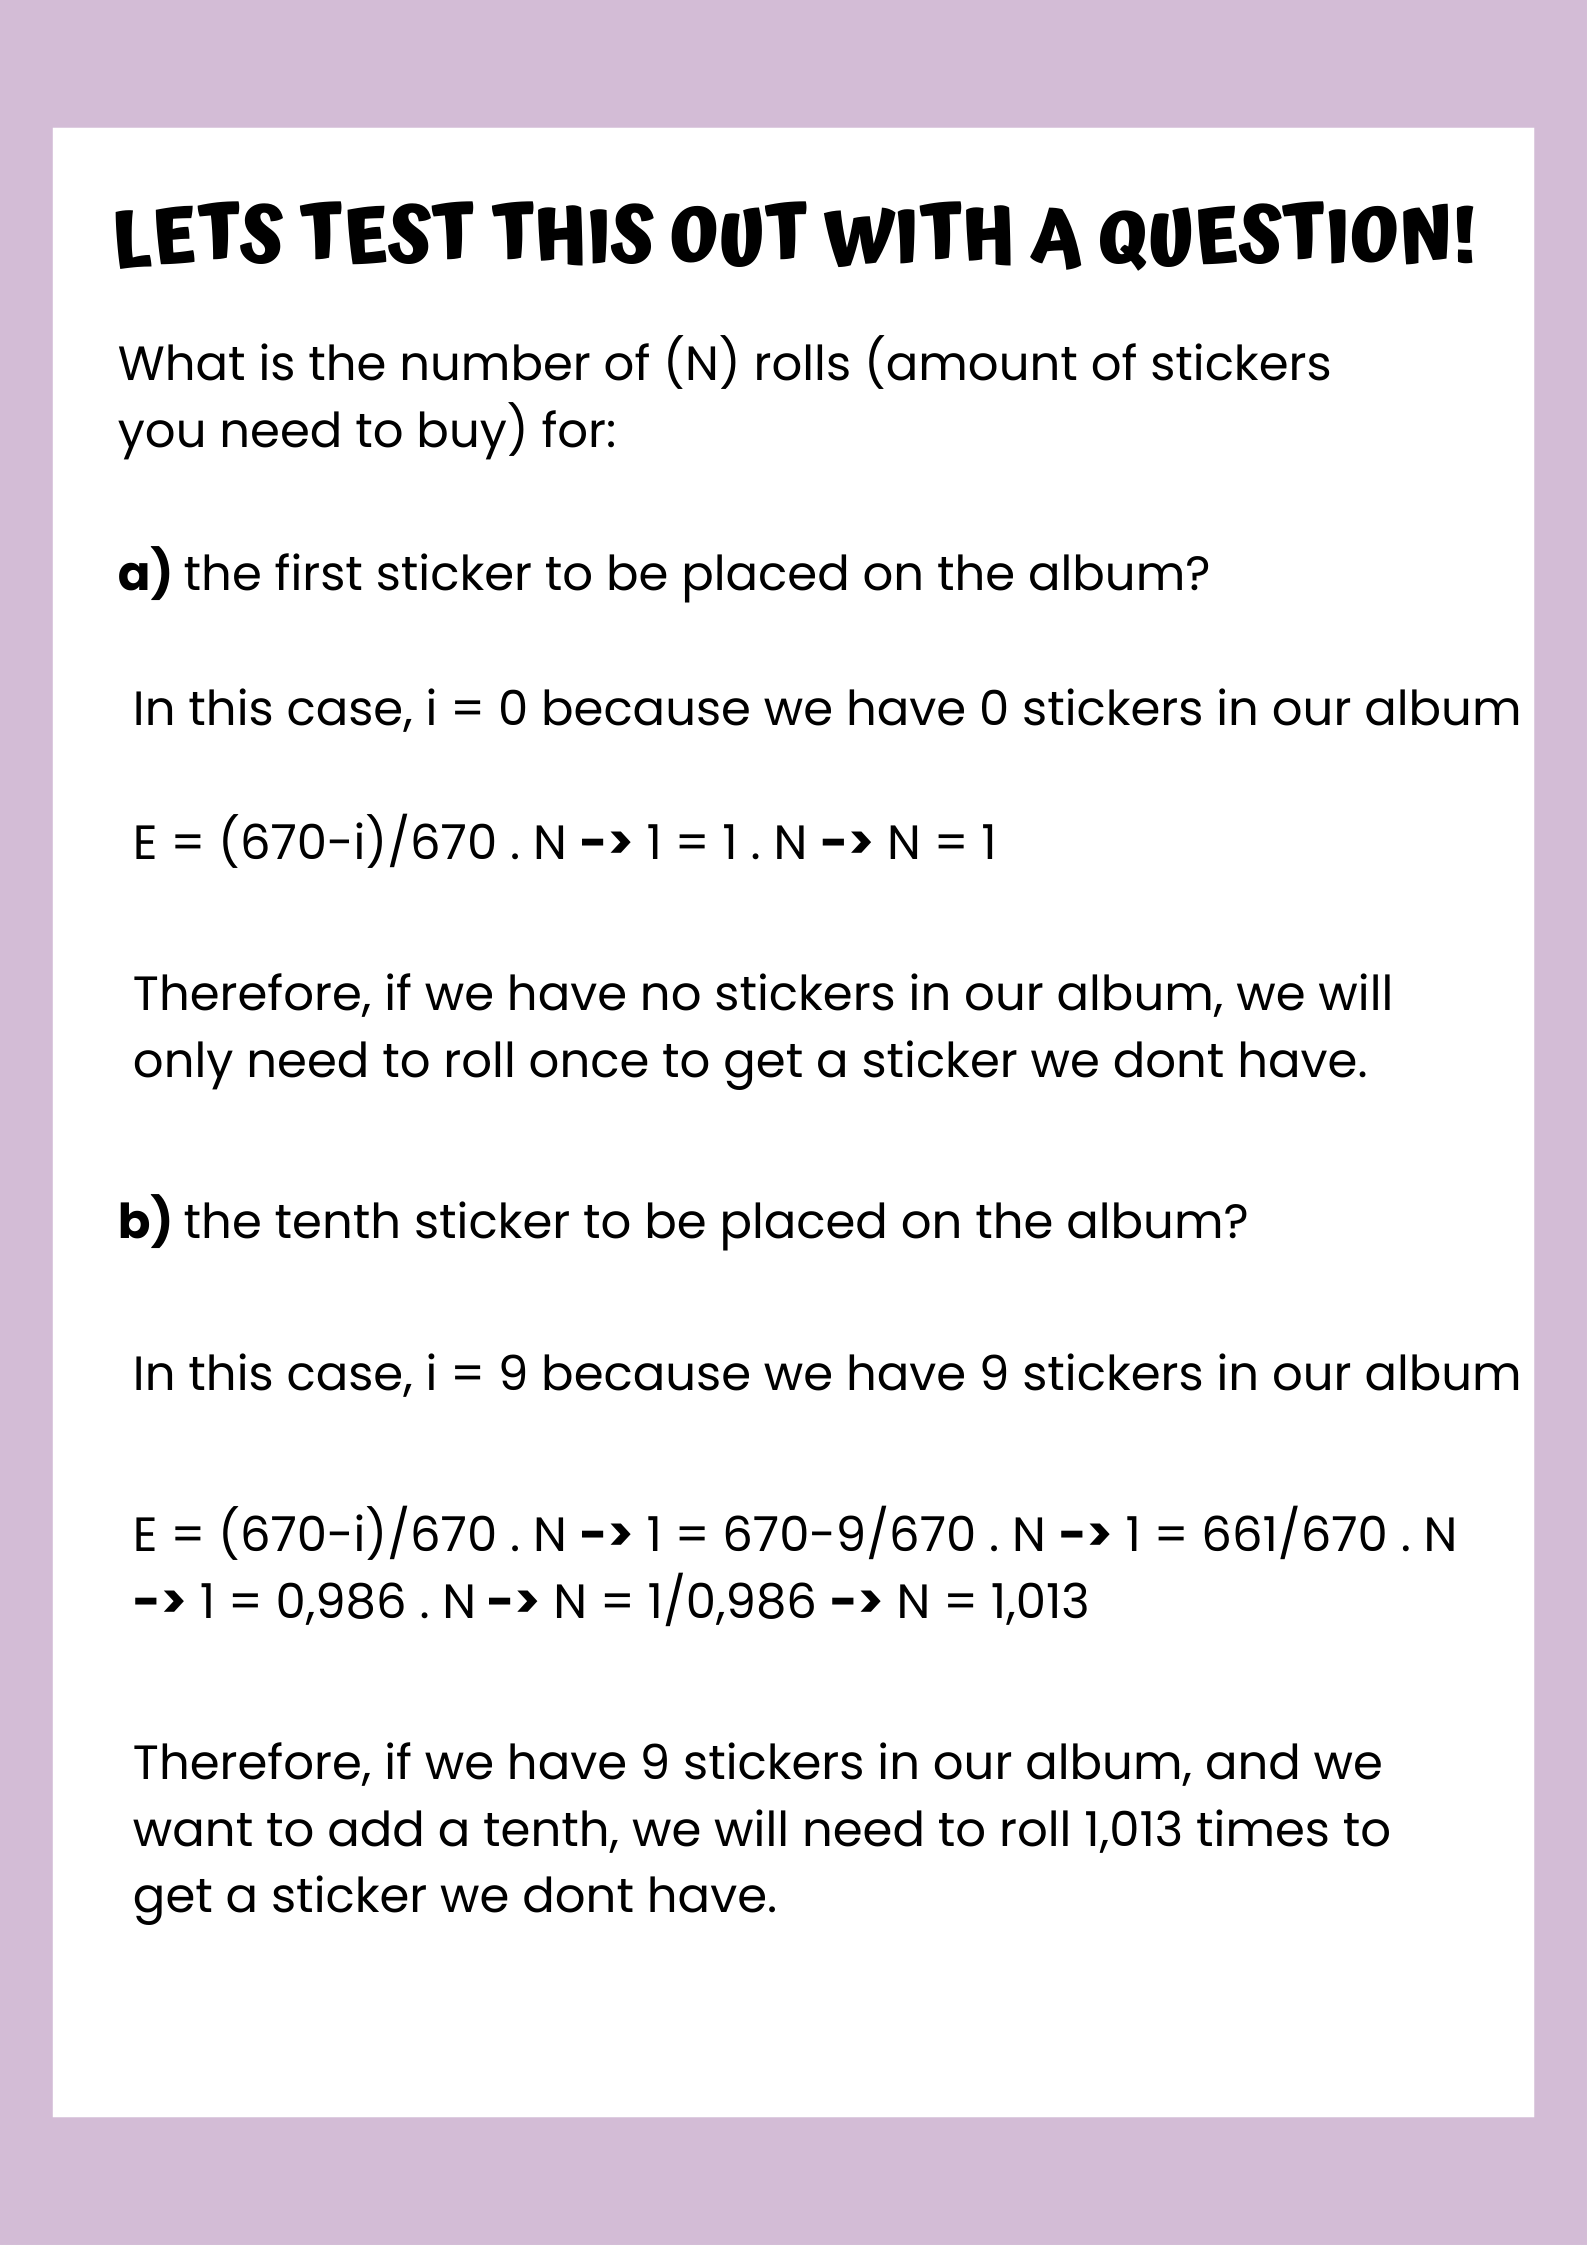 LETS TEST THIS OUT WITH A QUESTION!
What is the number of (N) rolls (amount of stickers
you need to buy) for:
a) the first sticker to be placed on the album?
In this case, i = 0 because we have 0 stickers in our album
E = (670-i)/670 . N -> 1 = 1 . N -> N = 1
Therefore, if we have no stickers in our album, we will
only need to roll once to get a sticker we dont have.
b) the tenth sticker to be placed on the album?
In this case, i = 9 because we have 9 stickers in our album
E = (670-i)/670 . N -> 1 = 670-9/670 . N -> 1 = 661/670 . N
-> 1 = 0,986 . N -> N = 1/0,986 -> N = 1,013
Therefore, if we have 9 stickers in our album, and we
want to add a tenth, we will need to roll 1,013 times to
get a sticker we dont have.